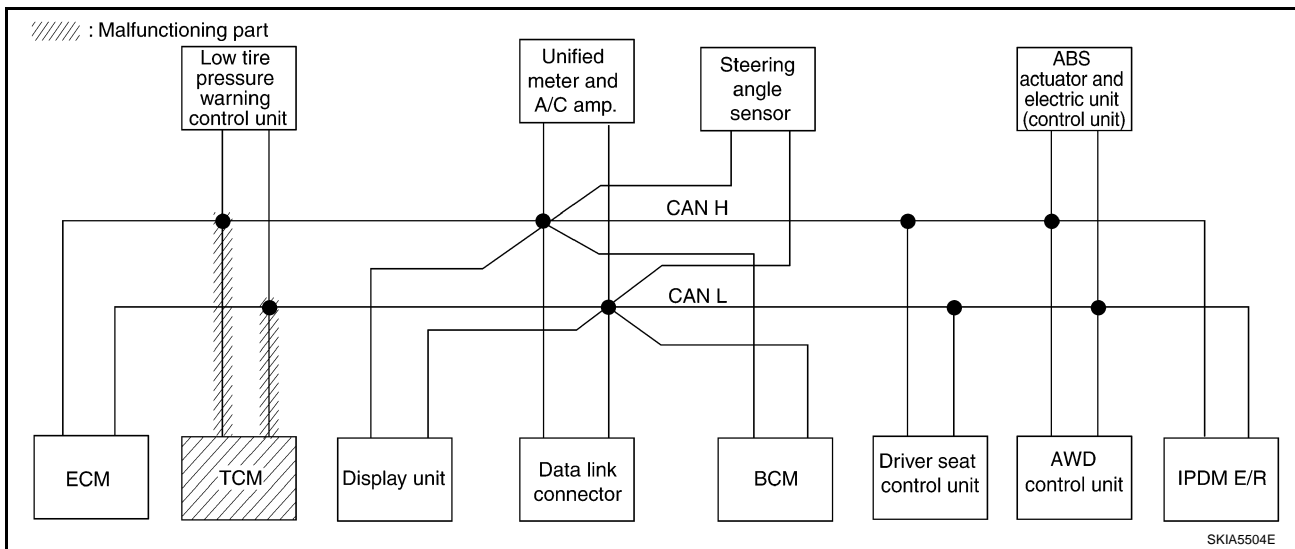 : Malfunctioning part
Low tire
pressure
warning
control unit
Unified
meter and
A/C amp.
Steering
angle
sensor
ABS
actuator and
electric unit
(control unit)
CAN H
CAN L
ECM
TCM
Display unit
Data link
connector
BCM
Driver seat
control unit
AWD
control unit
IPDM E/R
SKIA5504E